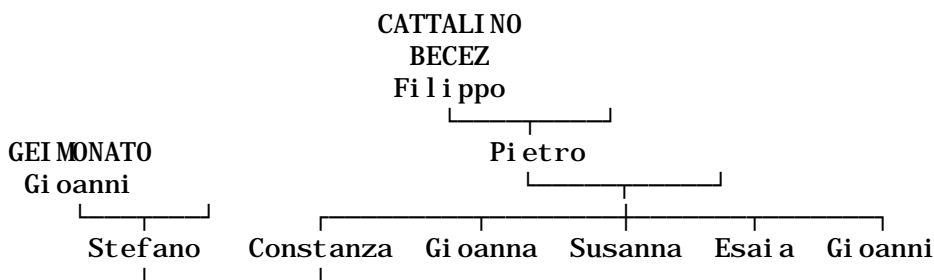 CATTALINO
BECEZ
Filippo
GEIMONATO
Pietro
Gioanni
Stefano Constanza Gioanna Susanna Esaia Gioanni